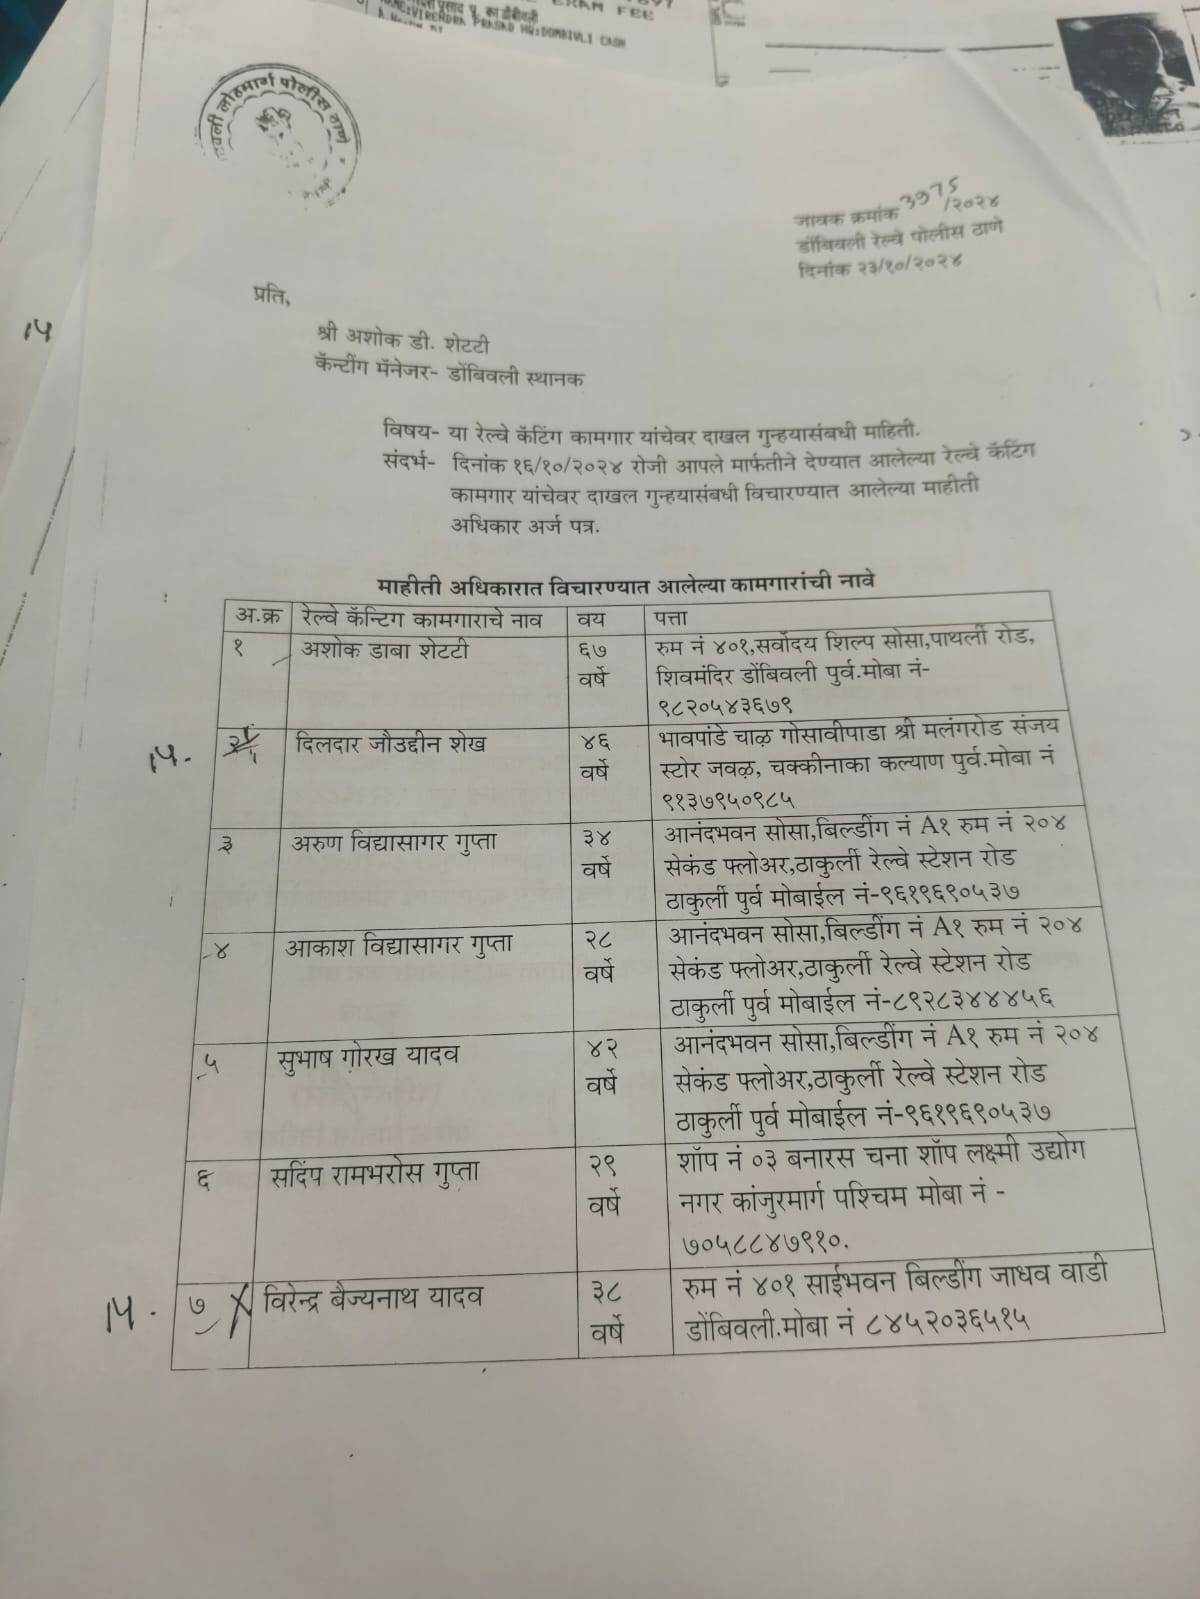 EXAM FEE
पू. का डोंबीवली
NAME:VIRENDRA PRASAD HQ:DOMBIVLI CASH
लोहमार्ग पोलीस ठाणे
जावक क्रमांक ३९७५/२०२४
डोंबिवली रेल्वे पोलीस ठाणे
दिनांक २३/१०/२०२४
प्रति,
14
श्री अशोक डी. शेटटी
कॅन्टींग मॅनेजर- डोंबिवली स्थानक
विषय- या रेल्वे कॅटिंग कामगार यांचेवर दाखल गुन्हयासंबधी माहिती.
संदर्भ- दिनांक १६/१०/२०२४ रोजी आपले मार्फतीने देण्यात आलेल्या रेल्वे कॅटिंग
कामगार यांचेवर दाखल गुन्हयासंबधी विचारण्यात आलेल्या माहीती
अधिकार अर्ज पत्र.
माहीती अधिकारात विचारण्यात आलेल्या कामगारांची नावे
अ.क्र रेल्वे कॅन्टिग कामगाराचे नाव वय पत्ता
१ अशोक डाबा शेटटी ६७ रुम नं ४०१,सर्वोदय शिल्प सोसा,पाथर्ली रोड,
वर्षे शिवमंदिर डोंबिवली पुर्व.मोबा नं-
९८२०५४३६७९
14. २ दिलदार जौउद्दीन शेख ४६ भावपांडे चाळ गोसावीपाडा श्री मलंगरोड संजय
वर्षे स्टोर जवळ, चक्कीनाका कल्याण पुर्व.मोबा नं
९१३७९५०९८५
३ अरुण विद्यासागर गुप्ता ३४ आनंदभवन सोसा,बिल्डींग नं A१ रुम नं २०४
वर्षे सेकंड फ्लोअर,ठाकुर्ली रेल्वे स्टेशन रोड
ठाकुर्ली पुर्व मोबाईल नं-९६१९६९०५३७
४ आकाश विद्यासागर गुप्ता २८ आनंदभवन सोसा,बिल्डींग नं A१ रुम नं २०४
वर्षे सेकंड फ्लोअर,ठाकुर्ली रेल्वे स्टेशन रोड
ठाकुर्ली पुर्व मोबाईल नं-८९२८३४४४५६
५ सुभाष गोरख यादव ४२ आनंदभवन सोसा,बिल्डींग नं A१ रुम नं २०४
वर्षे सेकंड फ्लोअर,ठाकुर्ली रेल्वे स्टेशन रोड
ठाकुर्ली पुर्व मोबाईल नं-९६१९६९०५३७
६ सदिंप रामभरोस गुप्ता २९ शॉप नं ०३ बनारस चना शॉप लक्ष्मी उद्योग
वर्षे नगर कांजुरमार्ग पश्चिम मोबा नं -
७०५८८४७९१०.
14. ७ विरेन्द्र बैज्यनाथ यादव ३८ रुम नं ४०१ साईभवन बिल्डींग जाधव वाडी
वर्षे डोंबिवली.मोबा नं ८४५२०३६५१५